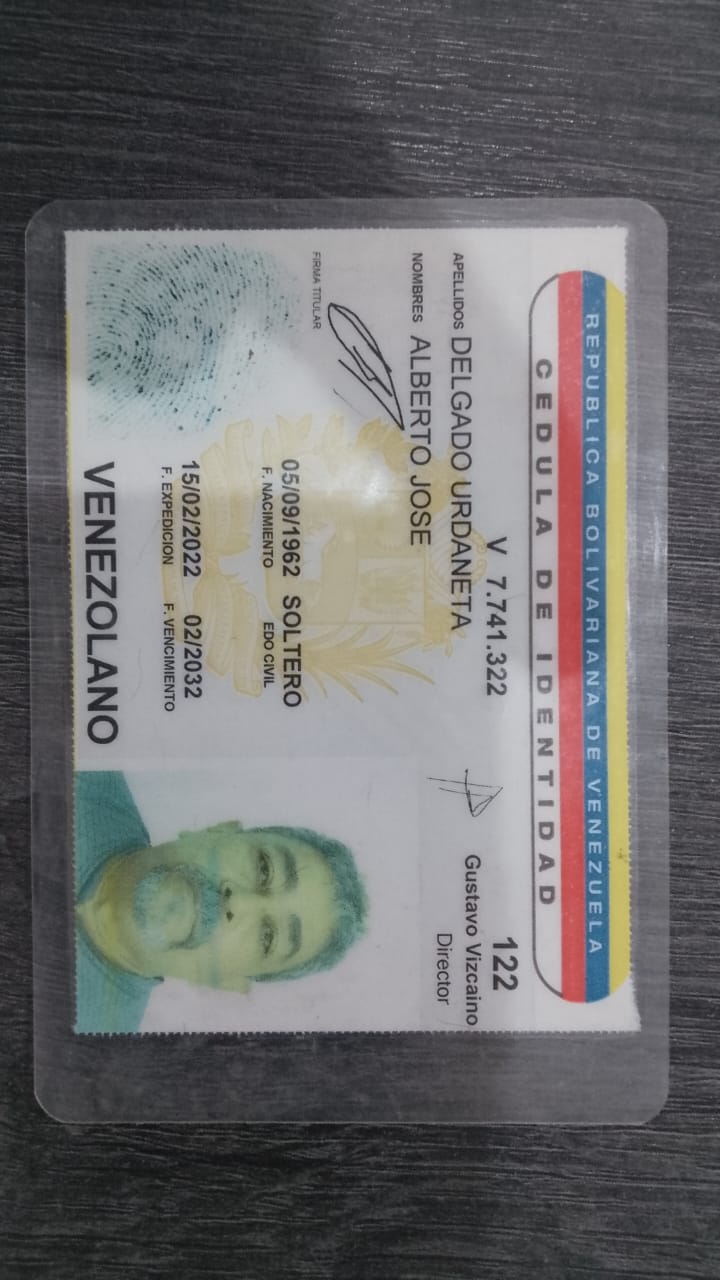 REPUBLICA BOLIVARIANA DE VENEZUELA
CEDULA DE IDENTIDAD
V 7.741.322
122
APELLIDOS DELGADO URDANETA
Gustavo Vizcaino
Director
NOMBRES ALBERTO JOSE
FIRMA TITULAR
05/09/1962 SOLTERO
F. NACIMIENTO EDO CIVIL
15/02/2022 02/2032
F. EXPEDICION F. VENCIMIENTO
VENEZOLANO